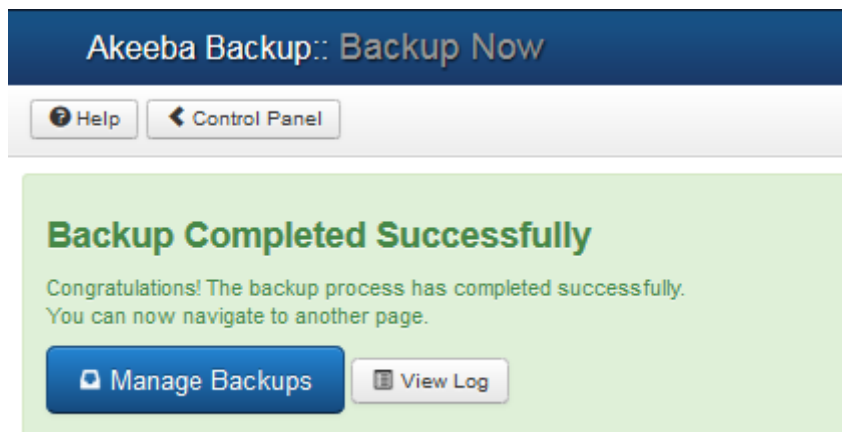 Akeeba Backup:: Backup Now
Help Control Panel
Backup Completed Successfully
Congratulations! The backup process has completed successfully.
You can now navigate to another page.
Manage Backups View Log